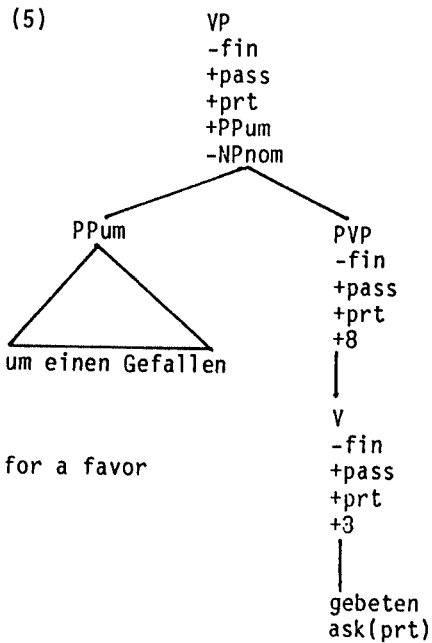 (5)
VP
-fin
+pass
+prt
+PPum
-NPnom
PPum
um einen Gefallen
for a favor
PVP
-fin
+pass
+prt
+8
V
-fin
+pass
+prt
+3
gebeten
ask(prt)